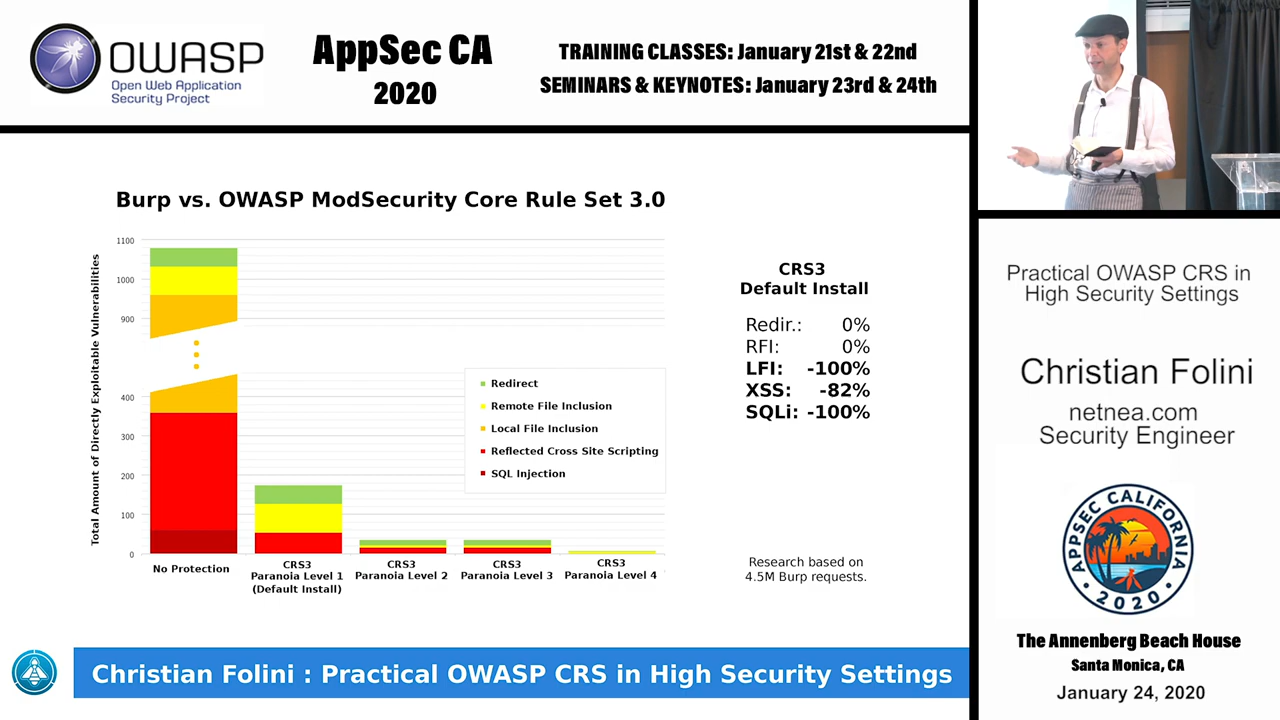 OWASP
Open Web Application
Security Project
AppSec CA
2020
TRAINING CLASSES: January 21st & 22nd
SEMINARS & KEYNOTES: January 23rd & 24th
Burp vs. OWASP ModSecurity Core Rule Set 3.0
Total Amount of Directly Exploitable Vulnerabilities
1100
1000
900
400
300
200
100
0
Redirect
Remote File Inclusion
Local File Inclusion
Reflected Cross Site Scripting
SQL Injection
No Protection
CRS3
Paranoia Level 1
(Default Install)
CRS3
Paranoia Level 2
CRS3
Paranoia Level 3
CRS3
Paranoia Level 4
CRS3
Default Install
Redir.: 0%
RFI: 0%
LFI: -100%
XSS: -82%
SQLi: -100%
Research based on
4.5M Burp requests.
Christian Folini : Practical OWASP CRS in High Security Settings
Practical OWASP CRS in
High Security Settings
Christian Folini
netnea.com
Security Engineer
APPSEC CALIFORNIA
• 2020 •
The Annenberg Beach House
Santa Monica, CA
January 24, 2020